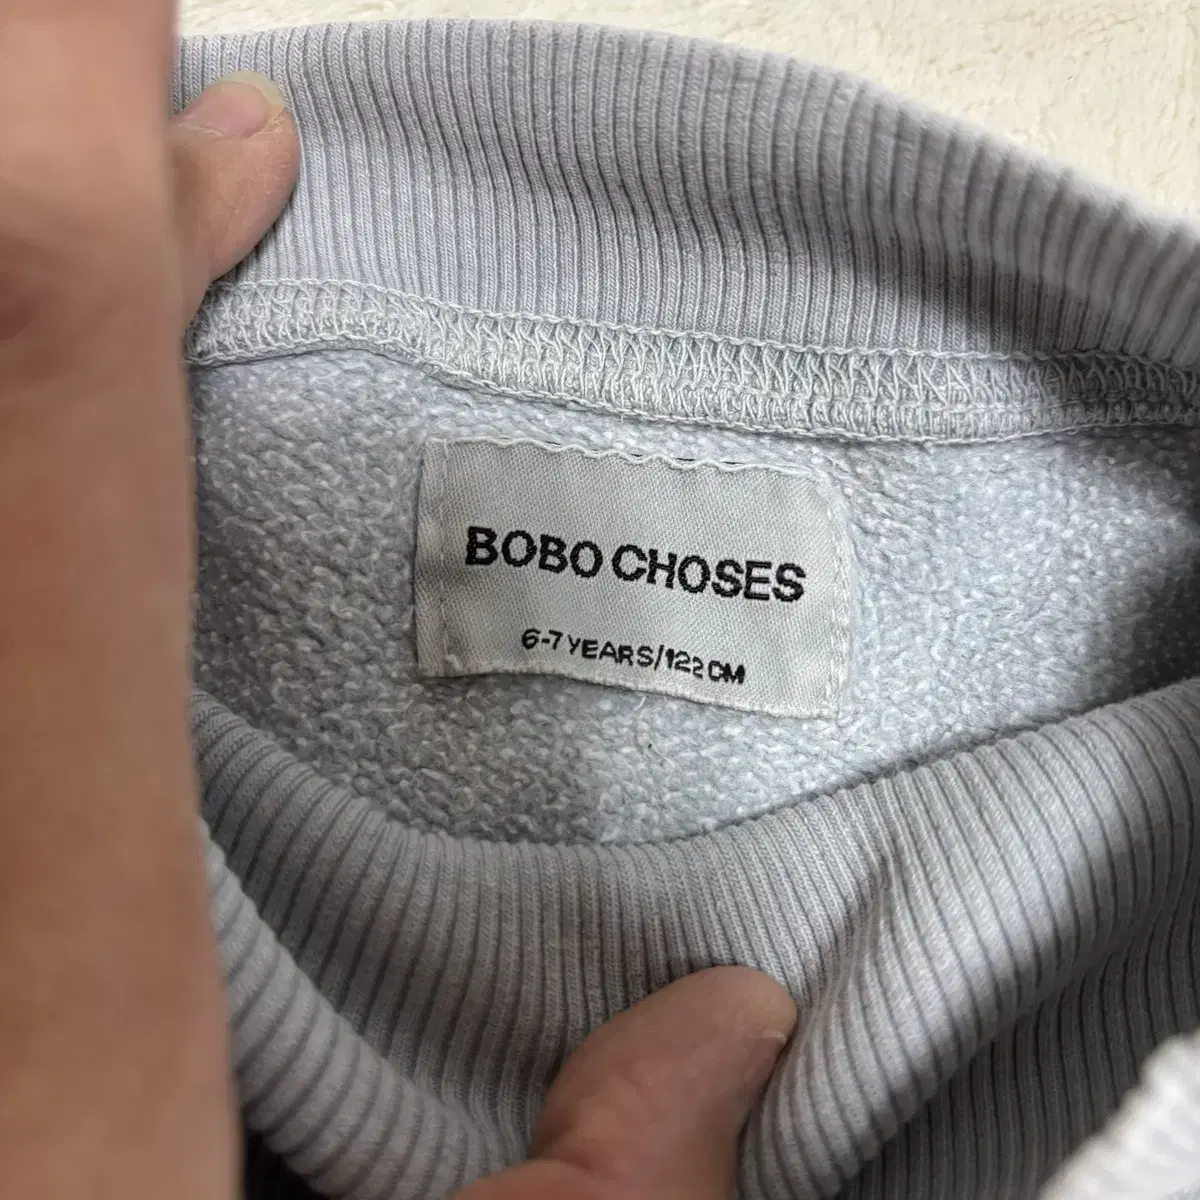 BOBO CHOSES
6-7 YEARS/122 CM